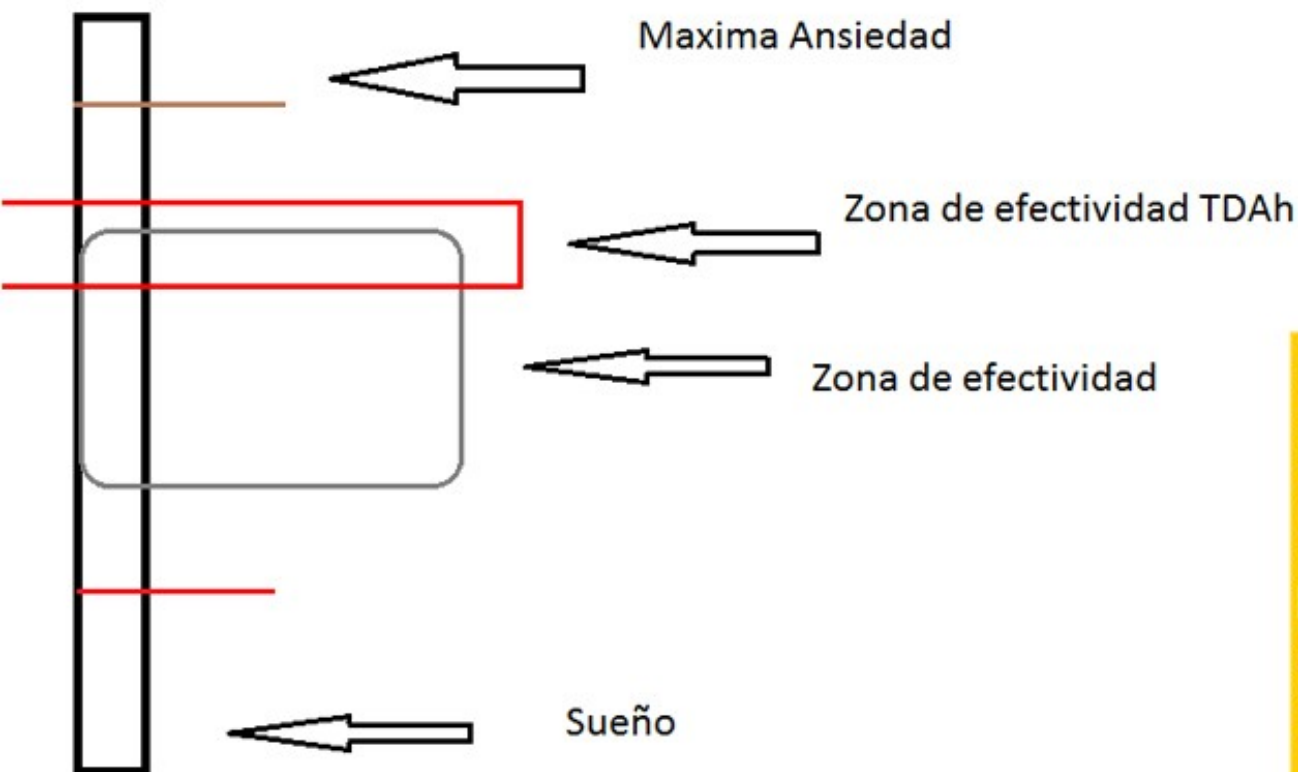 Maxima Ansiedad
Zona de efectividad TDAh
Zona de efectividad
Sueño